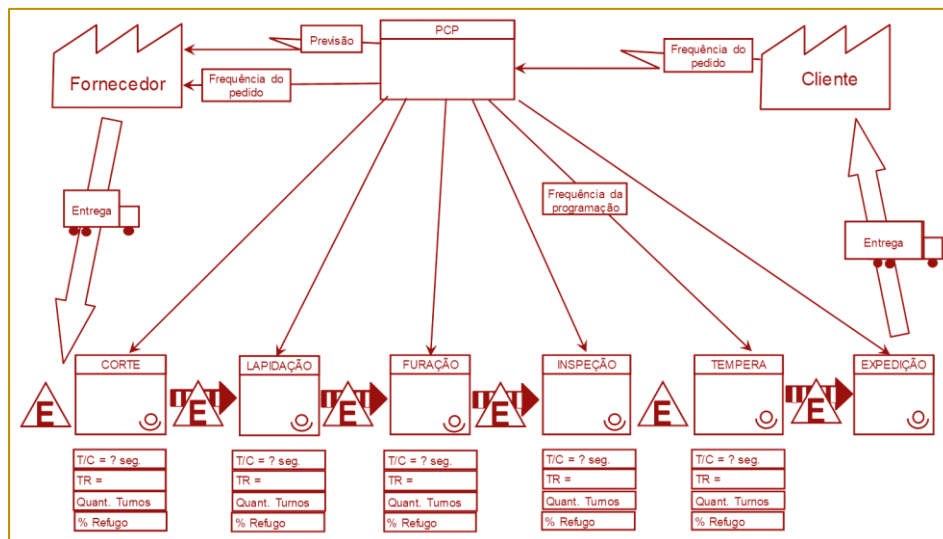 PCP
Previsão
Frequência do
pedido
Fornecedor
Frequência do
pedido
Cliente
Entrega
Frequência da
programação
Entrega
CORTE
LAPIDAÇÃO
FURAÇÃO
INSPEÇÃO
TEMPERA
EXPEDIÇÃO
E
E
E
E
E
E
T/C = ? seg.
TR =
Quant. Turnos
% Refugo
T/C = ? seg.
TR =
Quant. Turnos
% Refugo
T/C = ? seg.
TR =
Quant. Turnos
% Refugo
T/C = ? seg.
TR =
Quant. Turnos
% Refugo
T/C = ? seg.
TR =
Quant. Turnos
% Refugo